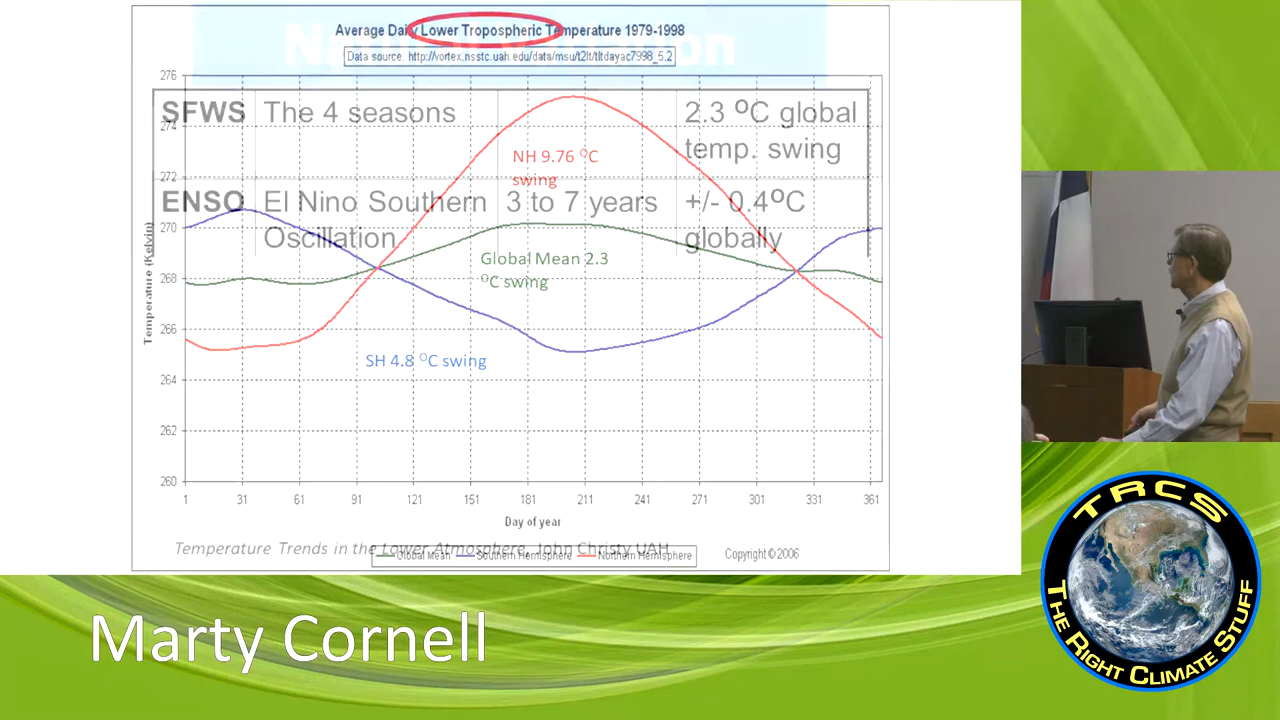 Average Daily Lower Tropospheric Temperature 1979-1998
Data source: http://vortex.nsstc.uah.edu/data/msu/t2lt/tltdayac7998_5.2
SFWS The 4 seasons 2.3 ºC global
temp. swing
ENSO El Nino Southern 3 to 7 years +/- 0.4ºC
Oscillation globally
NH 9.76 ºC
swing
Global Mean 2.3
ºC swing
SH 4.8 ºC swing
Temperature (Kelvin)
276
274
272
270
268
266
264
262
260
1 31 61 91 121 151 181 211 241 271 301 331 361
Day of year
Temperature Trends in the Lower Atmosphere, John Christy UAH
Global Mean Southern Hemisphere Northern Hemisphere
Copyright © 2006
Marty Cornell
TRCS
THE RIGHT CLIMATE STUFF